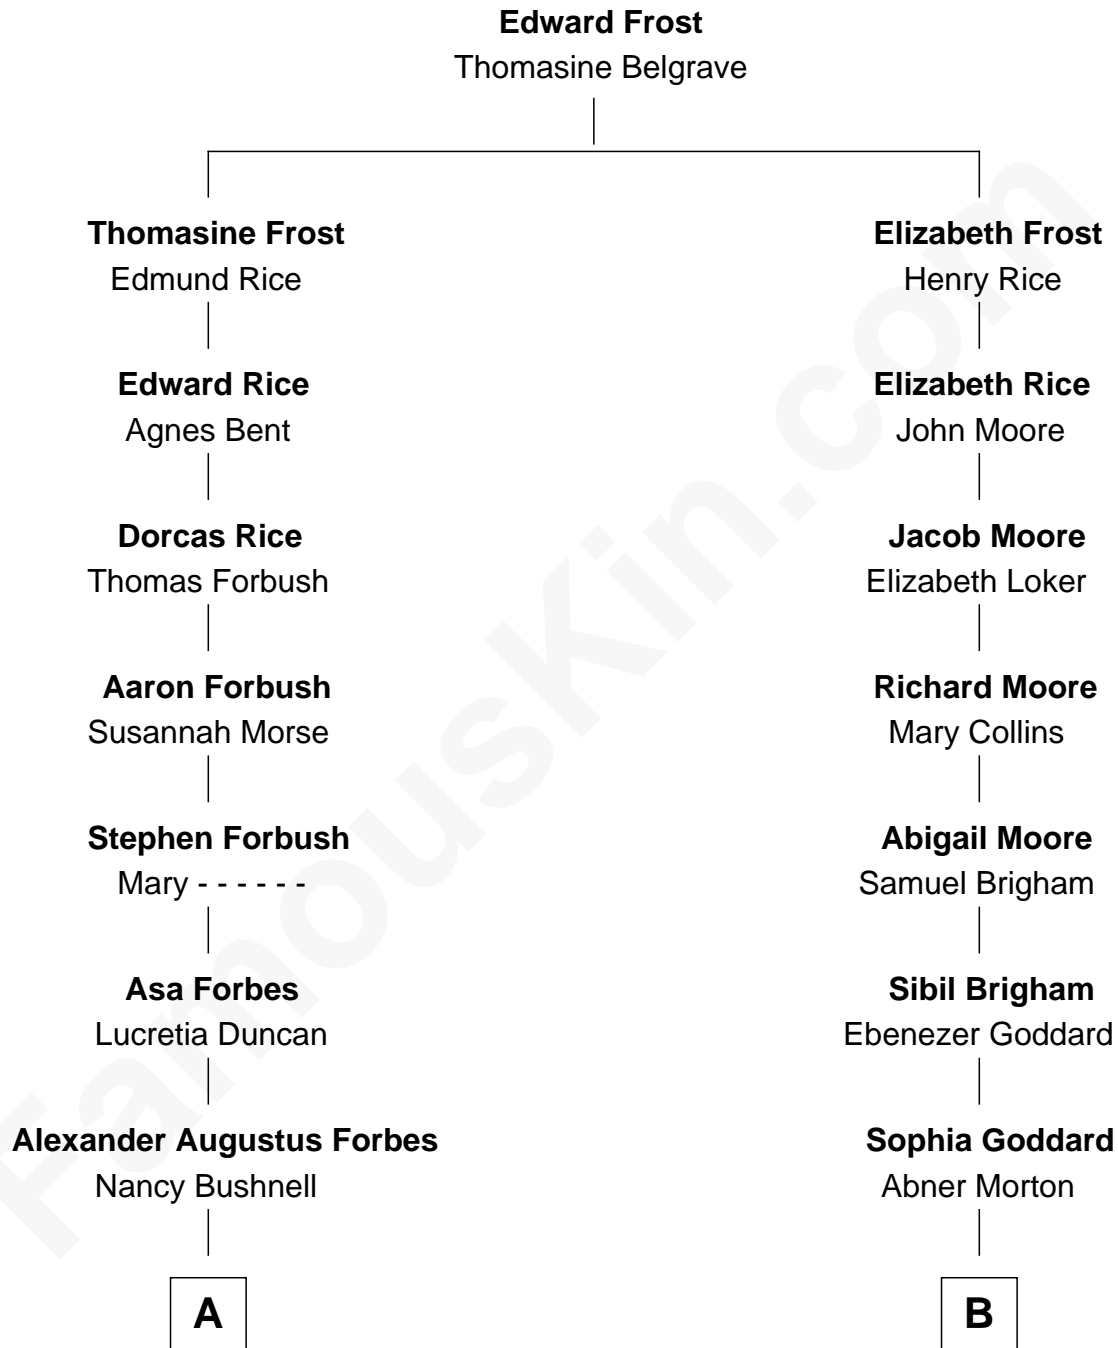 Edward Frost
Thomasine Belgrave
Thomasine Frost
Edmund Rice
Elizabeth Frost
Henry Rice
Edward Rice
Agnes Bent
Elizabeth Rice
John Moore
Dorcas Rice
Thomas Forbush
Jacob Moore
Elizabeth Loker
Aaron Forbush
Susannah Morse
Richard Moore
Mary Collins
Stephen Forbush
Mary - - - - - -
Abigail Moore
Samuel Brigham
Asa Forbes
Lucretia Duncan
Sibil Brigham
Ebenezer Goddard
Alexander Augustus Forbes
Nancy Bushnell
Sophia Goddard
Abner Morton
A
B
FamousKin.com